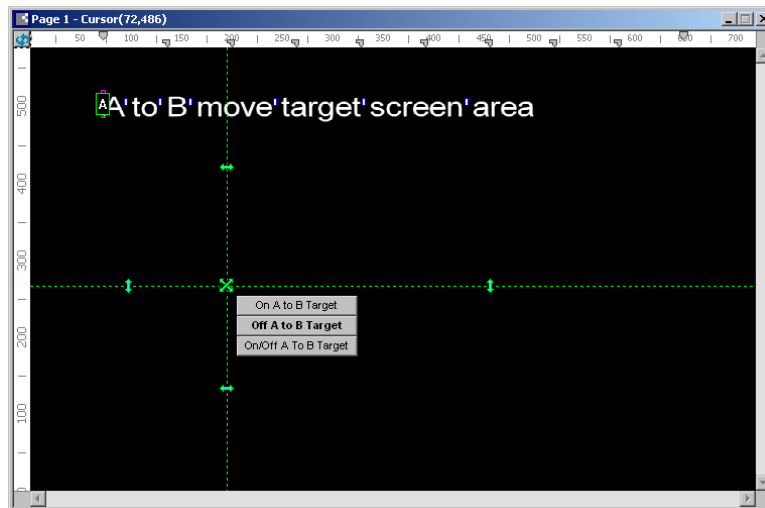 Page 1 - Cursor(72,486)
50 100 150 200 250 300 350 400 450 500 550 600 650 700
500
A A to B move target screen area
400
300
On A to B Target
Off A to B Target
200
On/Off A To B Target
100
0